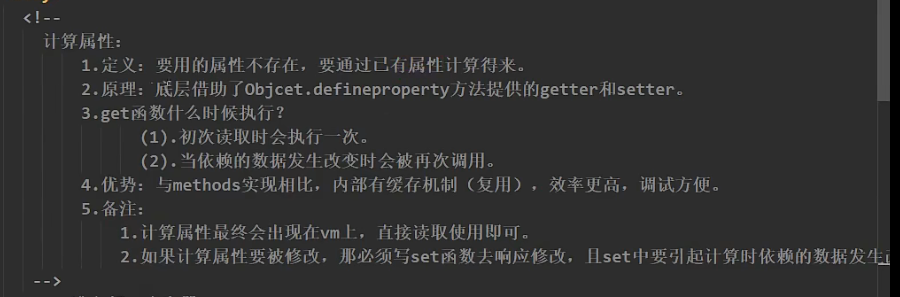 <!--
计算属性：
1.定义：要用的属性不存在，要通过已有属性计算得来。
2.原理：底层借助了Objcet.defineproperty方法提供的getter和setter。
3.get函数什么时候执行？
(1).初次读取时会执行一次。
(2).当依赖的数据发生改变时会被再次调用。
4.优势：与methods实现相比，内部有缓存机制（复用），效率更高，调试方便。
5.备注：
1.计算属性最终会出现在vm上，直接读取使用即可。
2.如果计算属性要被修改，那必须写set函数去响应修改，且set中要引起计算时依赖的数据发生
-->